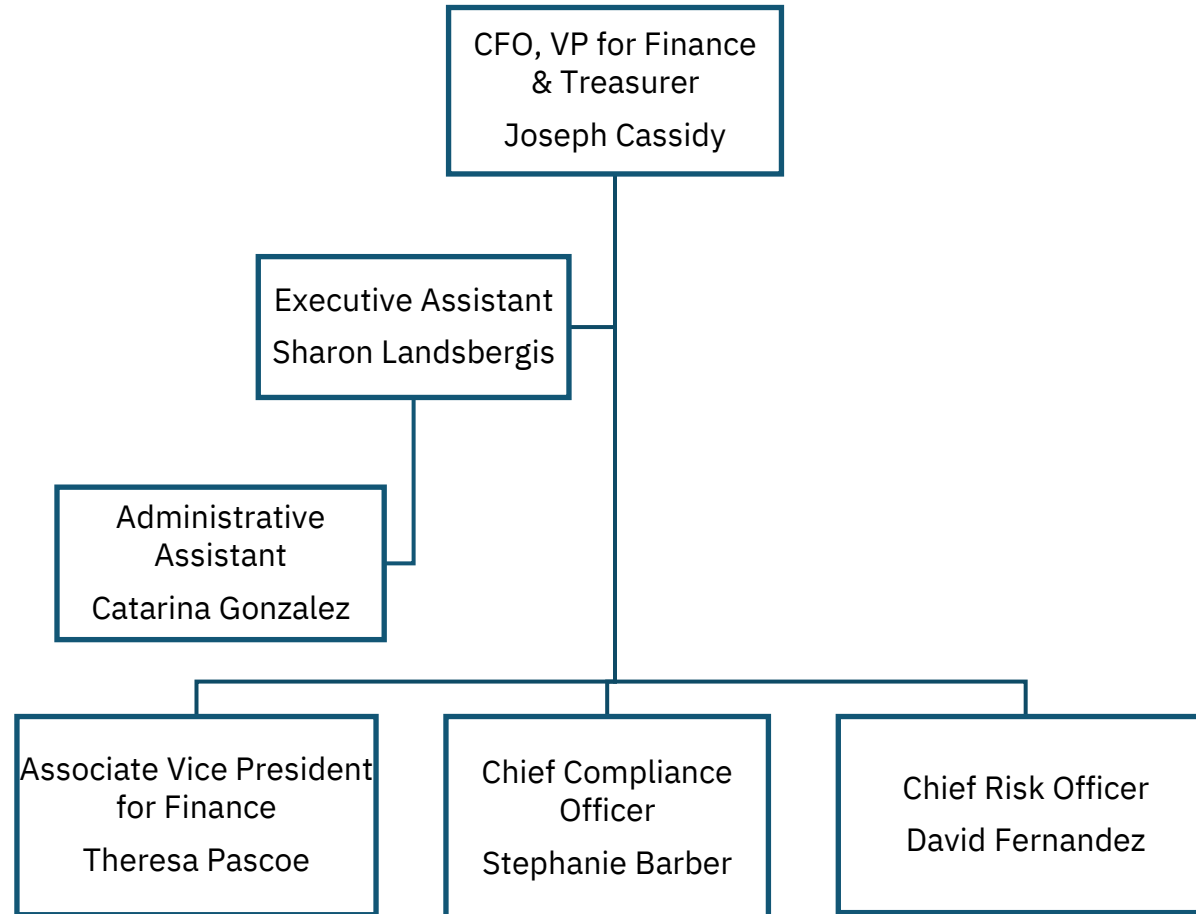 CFO, VP for Finance
& Treasurer
Joseph Cassidy
Executive Assistant
Sharon Landsbergis
Administrative
Assistant
Catarina Gonzalez
Associate Vice President
for Finance
Theresa Pascoe
Chief Compliance
Officer
Stephanie Barber
Chief Risk Officer
David Fernandez